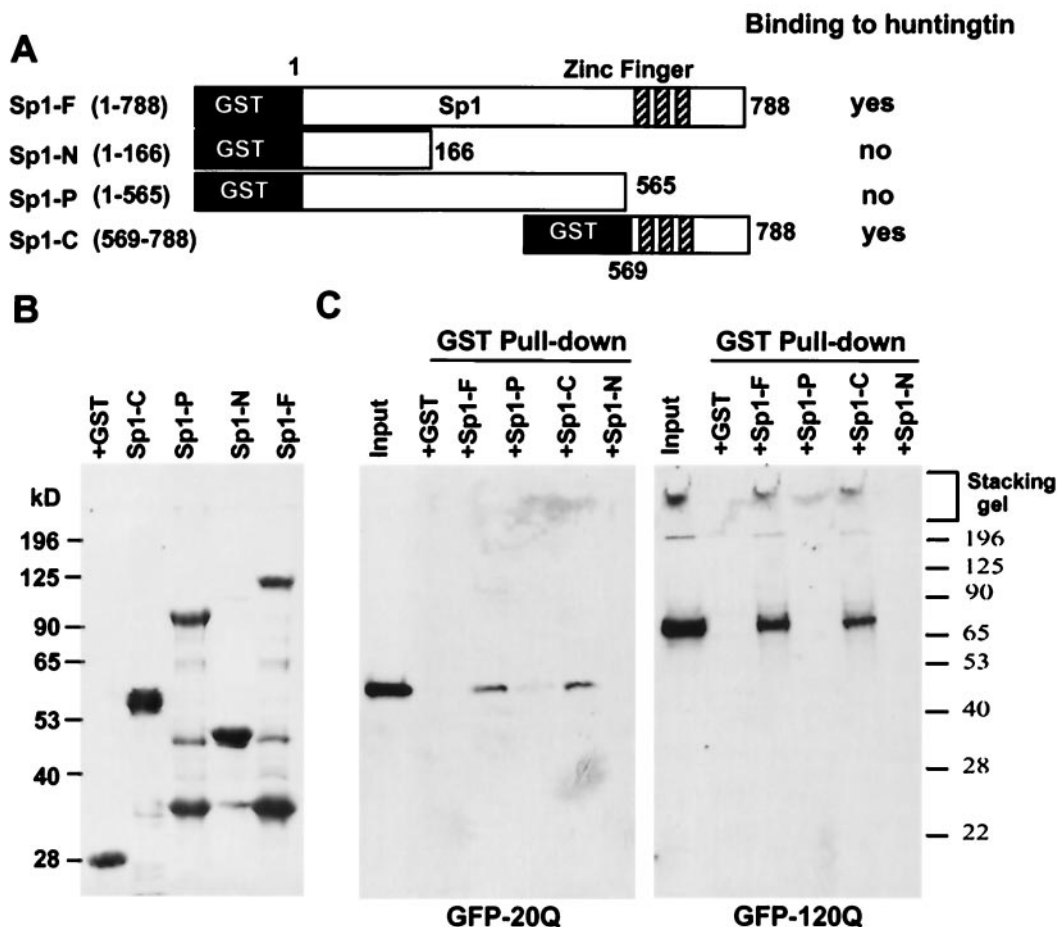 Binding to huntingtin
A
1
Zinc Finger
Sp1-F (1-788) GST Sp1 788 yes
Sp1-N (1-166) GST 166 no
Sp1-P (1-565) GST 565 no
Sp1-C (569-788) GST 788 yes
569
B
+GST
Sp1-C
Sp1-P
Sp1-N
Sp1-F
kD
196
125
90
65
53
40
28
C
GST Pull-down
Input
+GST
+Sp1-F
+Sp1-P
+Sp1-C
+Sp1-N
GFP-20Q
GST Pull-down
Input
+GST
+Sp1-F
+Sp1-P
+Sp1-C
+Sp1-N
Stacking
gel
196
125
90
65
53
40
28
22
GFP-120Q